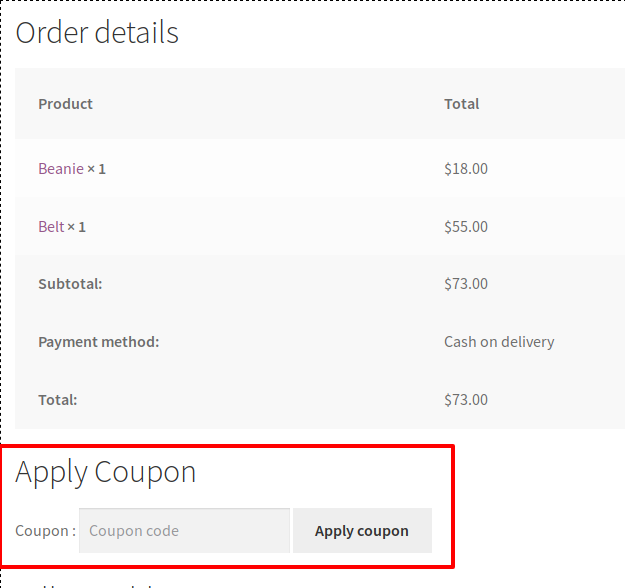 Order details
Product Total
Beanie × 1 $18.00
Belt × 1 $55.00
Subtotal: $73.00
Payment method: Cash on delivery
Total: $73.00
Apply Coupon
Coupon : Coupon code Apply coupon